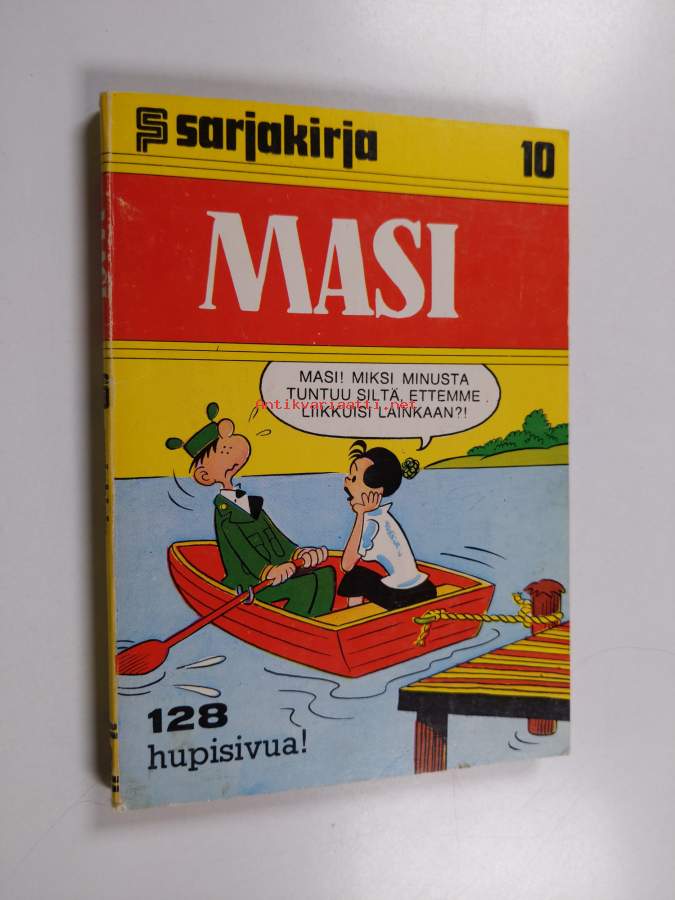 sarjakirja
10
MASI
MASI! MIKSI MINUSTA
TUNTUU SILTÄ, ETTEMME
LIIKKUISI LAINKAAN?!
Antikvariaatti.net
128
hupisivua!